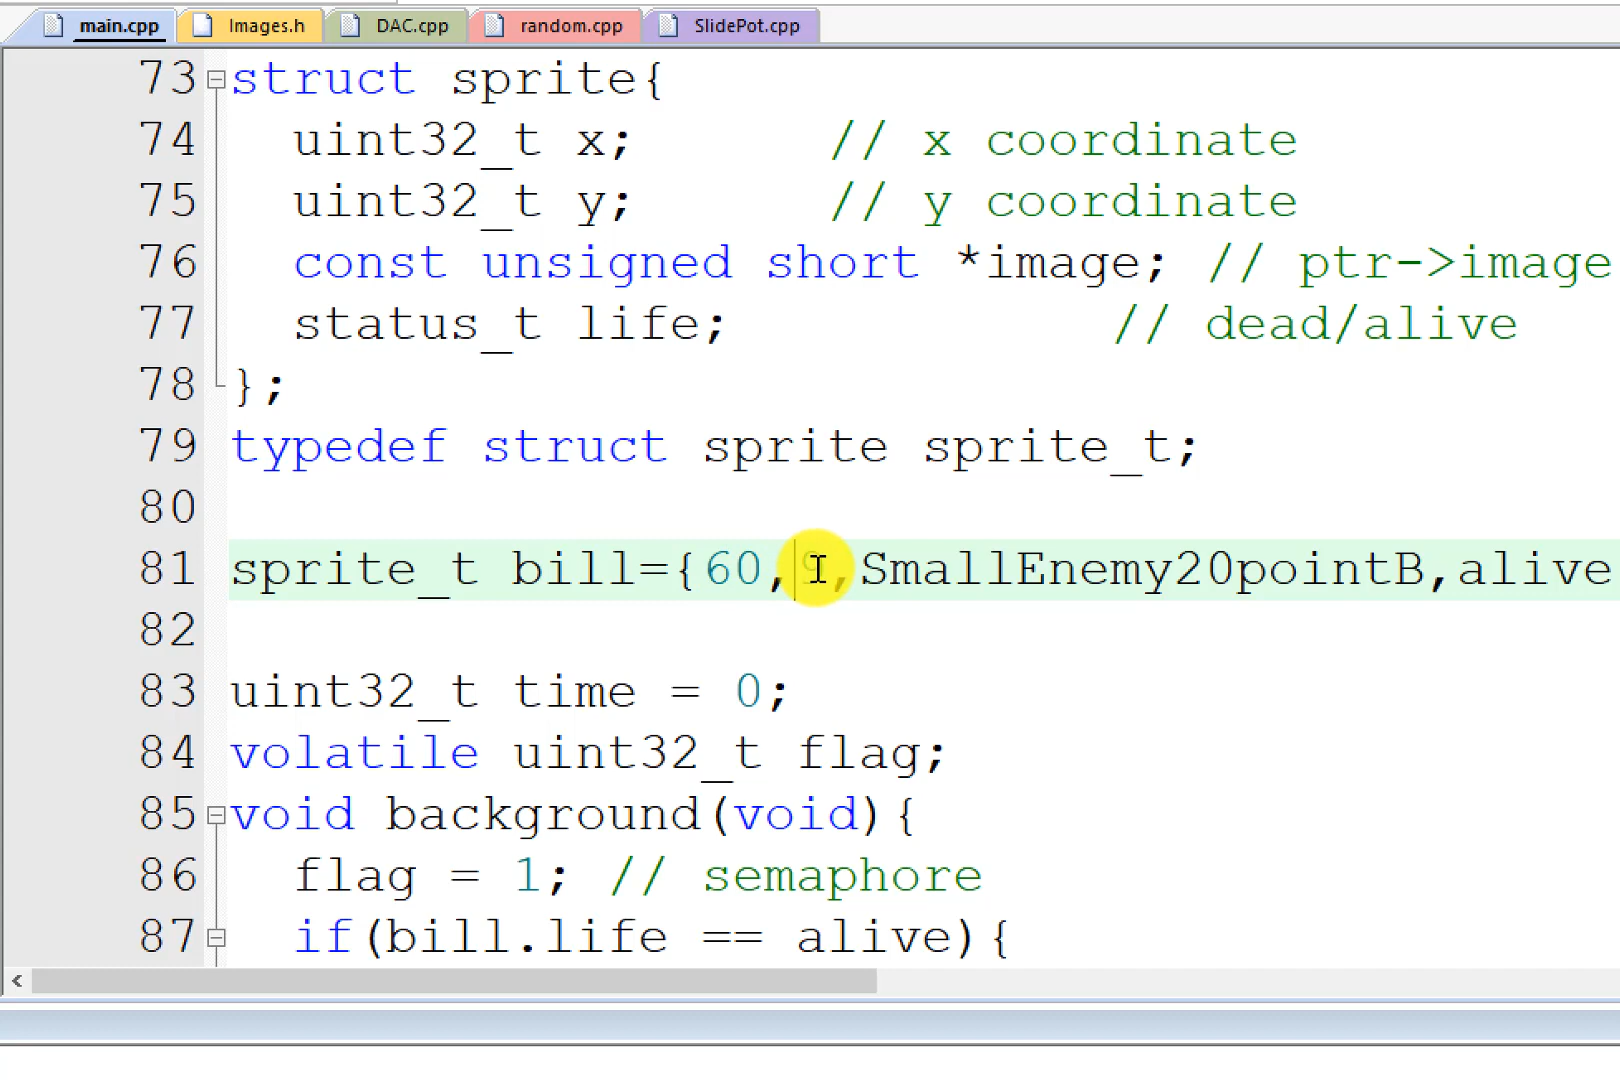 main.cpp Images.h DAC.cpp random.cpp SlidePot.cpp
73 struct sprite{
74 uint32_t x; // x coordinate
75 uint32_t y; // y coordinate
76 const unsigned short *image; // ptr->image
77 status_t life; // dead/alive
78 };
79 typedef struct sprite sprite_t;
80
81 sprite_t bill={60,9,SmallEnemy20pointB,alive
82
83 uint32_t time = 0;
84 volatile uint32_t flag;
85 void background(void){
86 flag = 1; // semaphore
87 if(bill.life == alive){